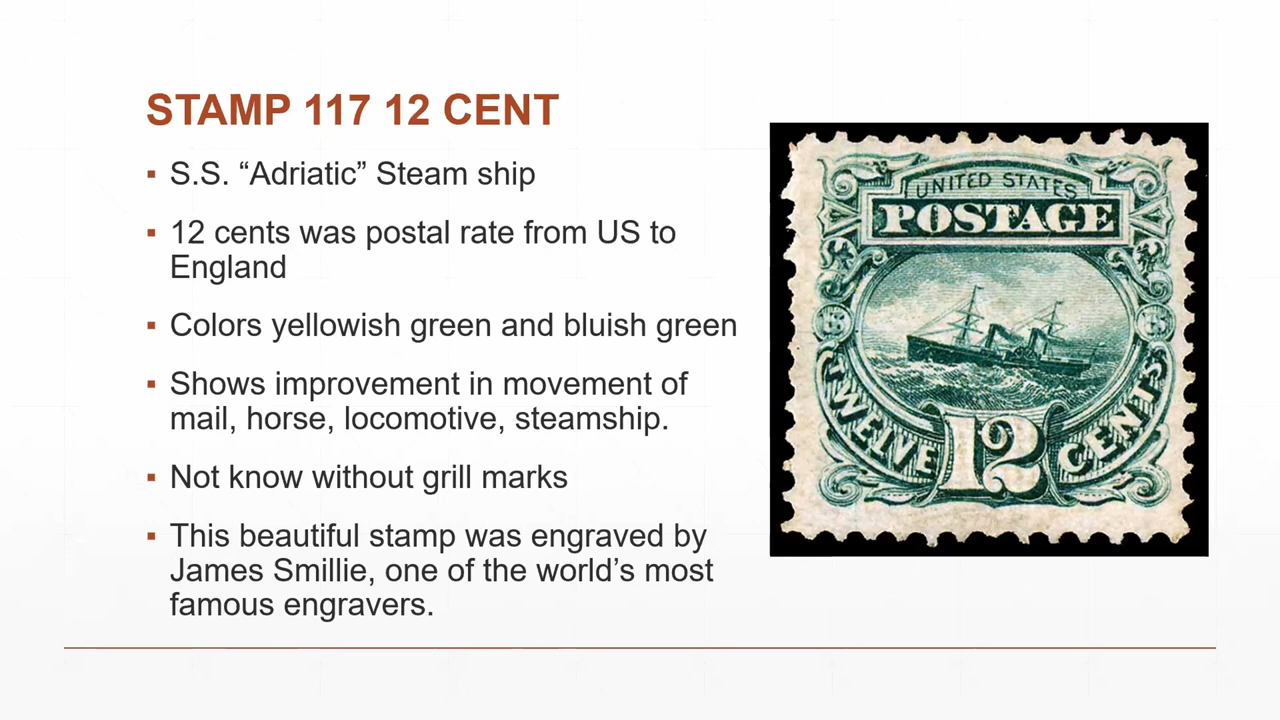 STAMP 117 12 CENT
▪ S.S. “Adriatic” Steam ship
▪ 12 cents was postal rate from US to
England
▪ Colors yellowish green and bluish green
▪ Shows improvement in movement of
mail, horse, locomotive, steamship.
▪ Not know without grill marks
▪ This beautiful stamp was engraved by
James Smillie, one of the world’s most
famous engravers.
UNITED STATES
POSTAGE
TWELVE 12 CENTS